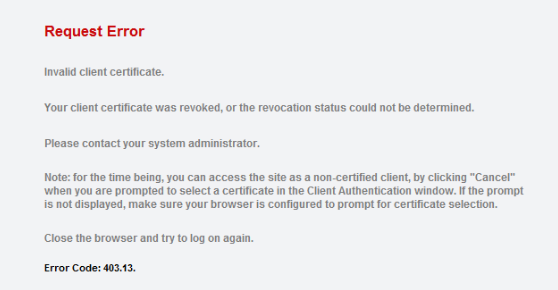 Request Error
Invalid client certificate.
Your client certificate was revoked, or the revocation status could not be determined.
Please contact your system administrator.
Note: for the time being, you can access the site as a non-certified client, by clicking "Cancel"
when you are prompted to select a certificate in the Client Authentication window. If the prompt
is not displayed, make sure your browser is configured to prompt for certificate selection.
Close the browser and try to log on again.
Error Code: 403.13.